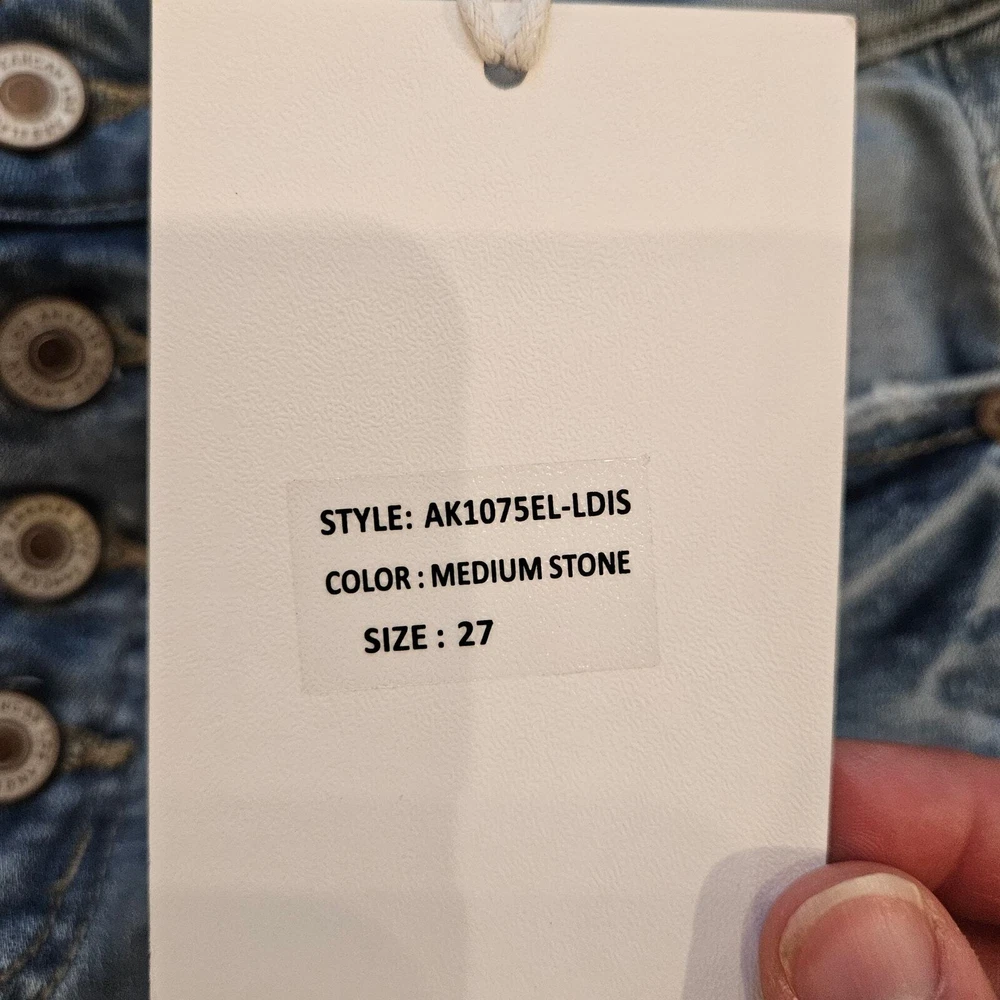 STYLE: AK1075EL-LDIS
COLOR : MEDIUM STONE
SIZE : 27